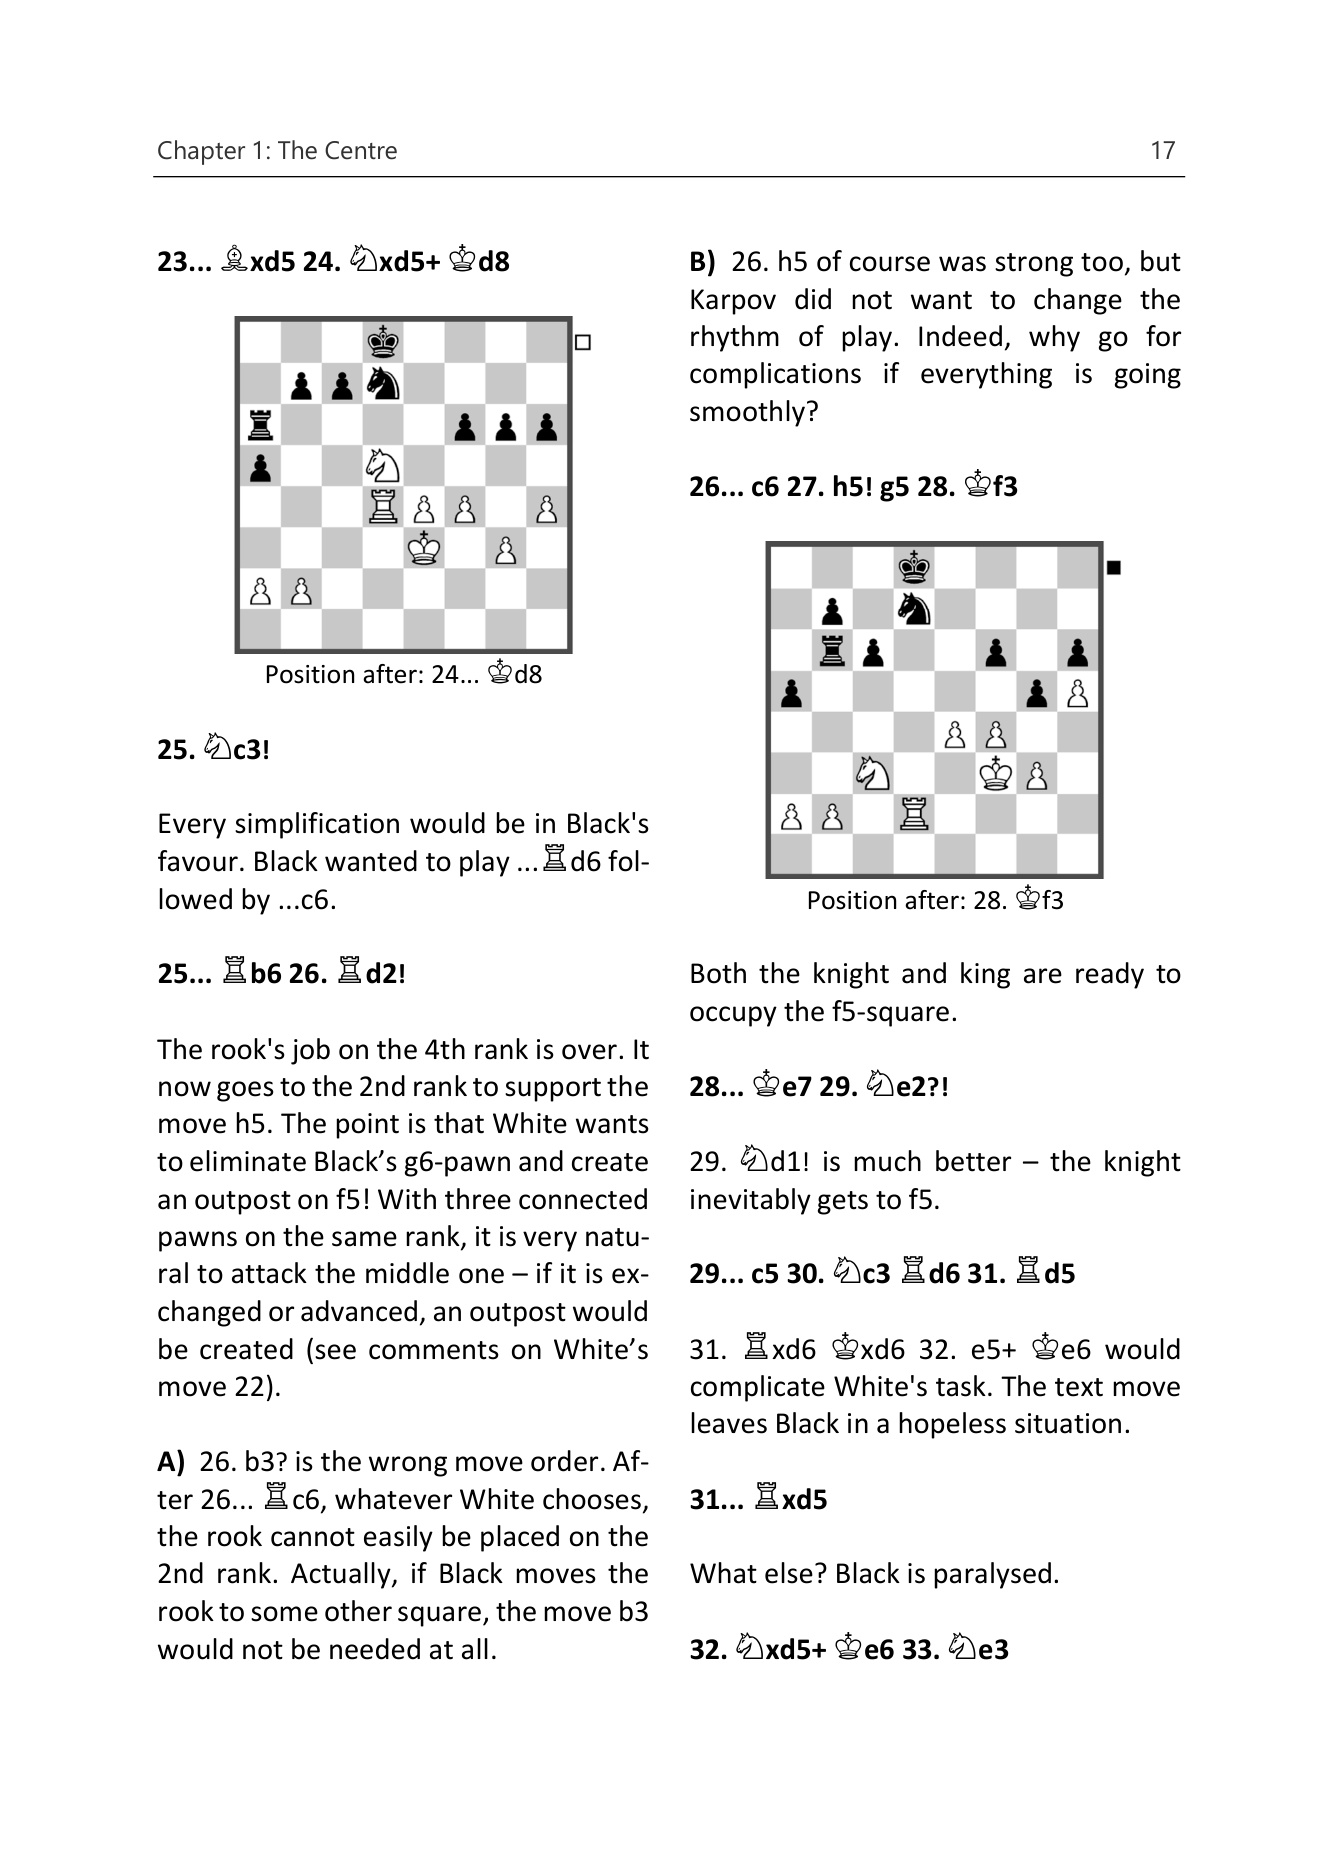 Chapter 1: The Centre 17
23... ♗xd5 24. ♘xd5+ ♔d8
Position after: 24... ♔d8
25. ♘c3!
Every simplification would be in Black's
favour. Black wanted to play ...♖d6 fol-
lowed by ...c6.
25... ♖b6 26. ♖d2!
The rook's job on the 4th rank is over. It
now goes to the 2nd rank to support the
move h5. The point is that White wants
to eliminate Black’s g6-pawn and create
an outpost on f5! With three connected
pawns on the same rank, it is very natu-
ral to attack the middle one – if it is ex-
changed or advanced, an outpost would
be created (see comments on White’s
move 22).
A) 26. b3? is the wrong move order. Af-
ter 26... ♖c6, whatever White chooses,
the rook cannot easily be placed on the
2nd rank. Actually, if Black moves the
rook to some other square, the move b3
would not be needed at all.
B) 26. h5 of course was strong too, but
Karpov did not want to change the
rhythm of play. Indeed, why go for
complications if everything is going
smoothly?
26... c6 27. h5! g5 28. ♔f3
Position after: 28. ♔f3
Both the knight and king are ready to
occupy the f5-square.
28... ♔e7 29. ♘e2?!
29. ♘d1! is much better – the knight
inevitably gets to f5.
29... c5 30. ♘c3 ♖d6 31. ♖d5
31. ♖xd6 ♔xd6 32. e5+ ♔e6 would
complicate White's task. The text move
leaves Black in a hopeless situation.
31... ♖xd5
What else? Black is paralysed.
32. ♘xd5+ ♔e6 33. ♘e3